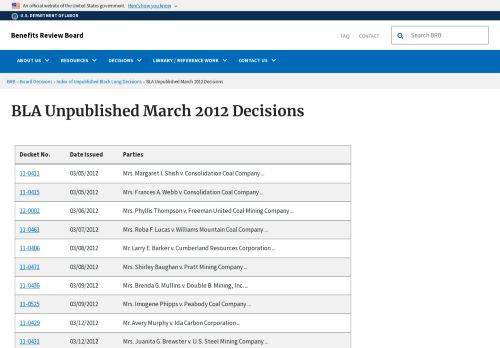 An official website of the United States government. Here's how you know
U.S. DEPARTMENT OF LABOR
Benefits Review Board
FAQ CONTACT
Search BRB
ABOUT US RESOURCES DECISIONS LIBRARY / REFERENCE WORK CONTACT US
BRB » Board Decisions » Index of Unpublished Black Lung Decisions » BLA Unpublished March 2012 Decisions
BLA Unpublished March 2012 Decisions
Docket No. Date Issued Parties
11-0411 03/05/2012 Mrs. Margaret I. Shish v. Consolidation Coal Company ...
11-0415 03/05/2012 Mrs. Frances A. Webb v. Consolidation Coal Company ...
12-0002 03/06/2012 Mrs. Phyllis Thompson v. Freeman United Coal Mining Company ...
11-0461 03/07/2012 Mrs. Reba F. Lucas v. Williams Mountain Coal Company ...
11-0406 03/08/2012 Mr. Larry E. Barker v. Cumberland Resources Corporation ...
11-0471 03/08/2012 Mrs. Shirley Baughan v. Pratt Mining Company ...
11-0436 03/09/2012 Mrs. Brenda G. Mullins v. Double B. Mining, Inc. ...
11-0525 03/09/2012 Mrs. Imogene Phipps v. Peabody Coal Company ...
11-0429 03/12/2012 Mr. Avery Murphy v. Ida Carbon Corporation ...
11-0431 03/12/2012 Mrs. Juanita G. Brewster v. U.S. Steel Mining Company ...